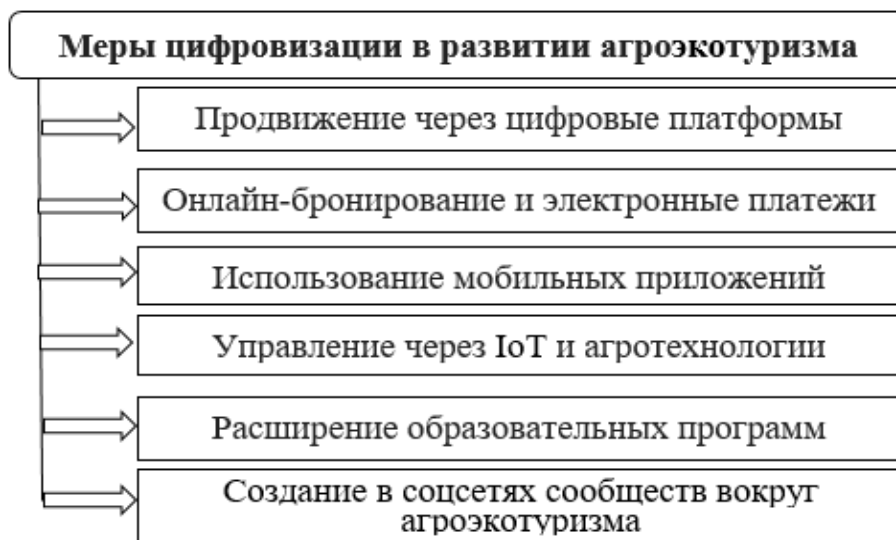 Меры цифровизации в развитии агроэкотуризма
Продвижение через цифровые платформы
Онлайн-бронирование и электронные платежи
Использование мобильных приложений
Управление через IoT и агротехнологии
Расширение образовательных программ
Создание в соцсетях сообществ вокруг
агроэкотуризма